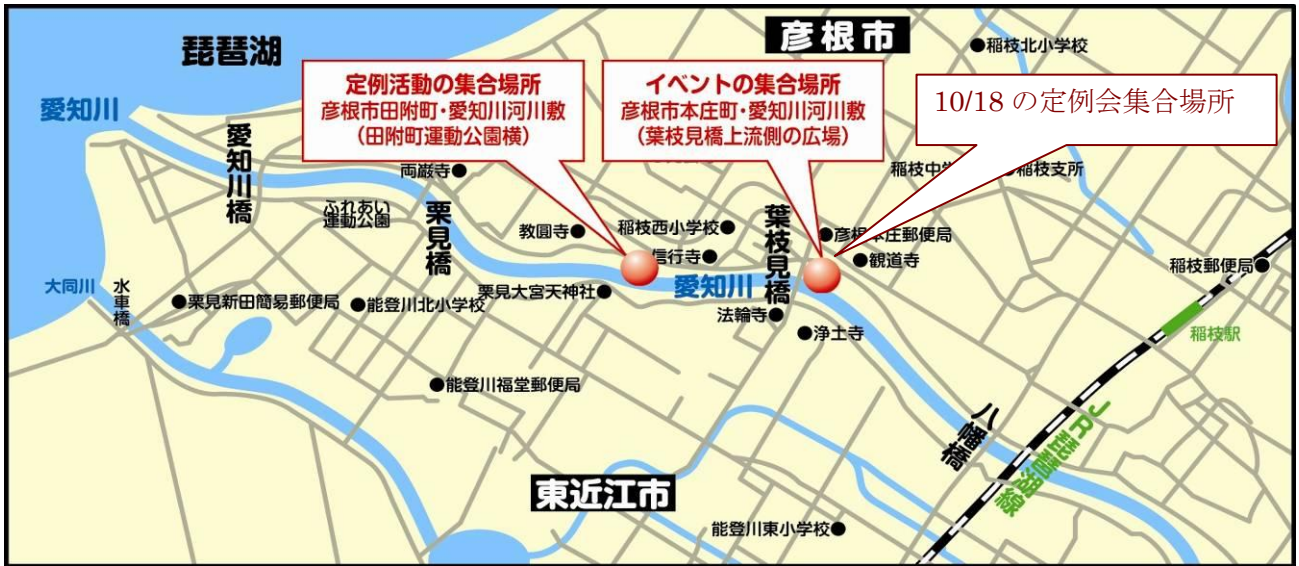 琵琶湖
彦根市
稲枝北小学校
愛知川
定例活動の集合場所
彦根市田附町・愛知川河川敷
（田附町運動公園横）
イベントの集合場所
彦根市本庄町・愛知川河川敷
（葉枝見橋上流側の広場）
10/18 の定例会集合場所
愛知川橋
両巌寺
稲枝中学
稲枝支所
ふれあい
運動公園
栗見橋
教圓寺
稲枝西小学校
信行寺
葉枝見橋
彦根本庄郵便局
観道寺
稲枝郵便局
大同川
水車橋
栗見新田簡易郵便局
能登川北小学校
栗見大宮天神社
愛知川
法輪寺
浄土寺
稲枝駅
能登川福堂郵便局
八幡橋
JR琵琶湖線
東近江市
能登川東小学校